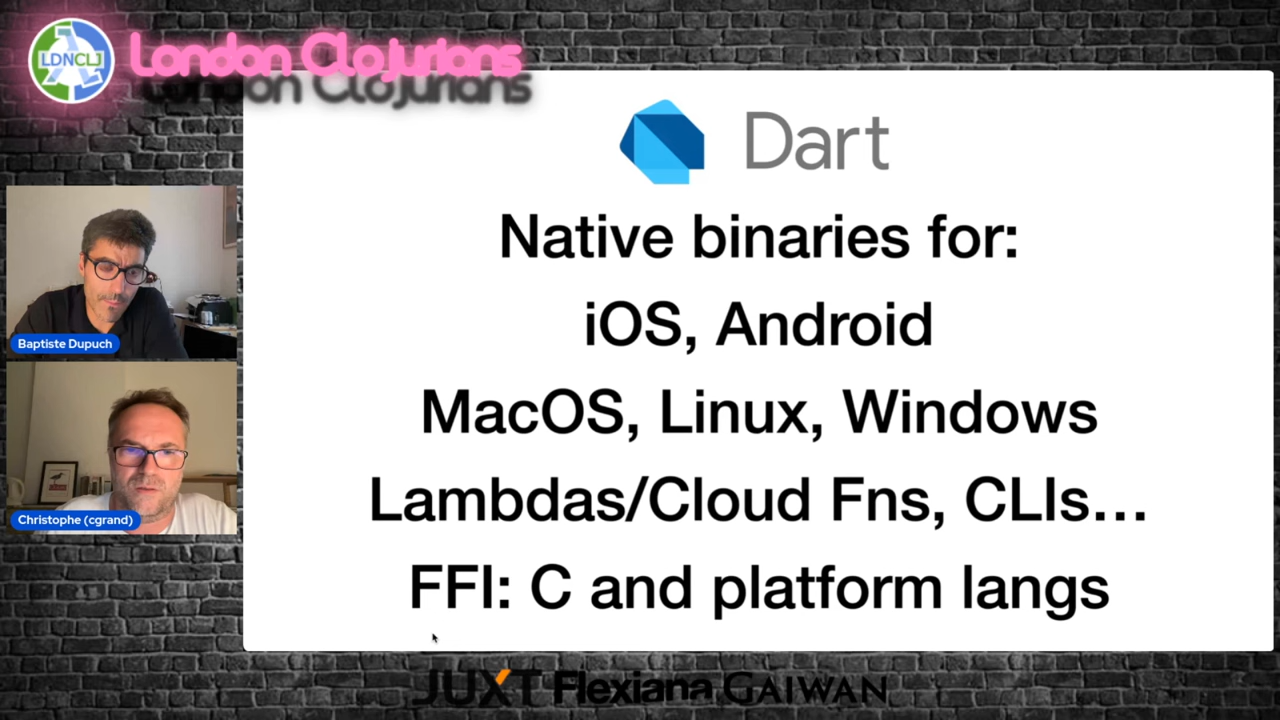 LDNCLJ
London Clojurians
Dart
Native binaries for:
iOS, Android
MacOS, Linux, Windows
Lambdas/Cloud Fns, CLIs...
FFI: C and platform langs
Baptiste Dupuch
Christophe (cgrand)
JUXT Flexiana GAIWAN